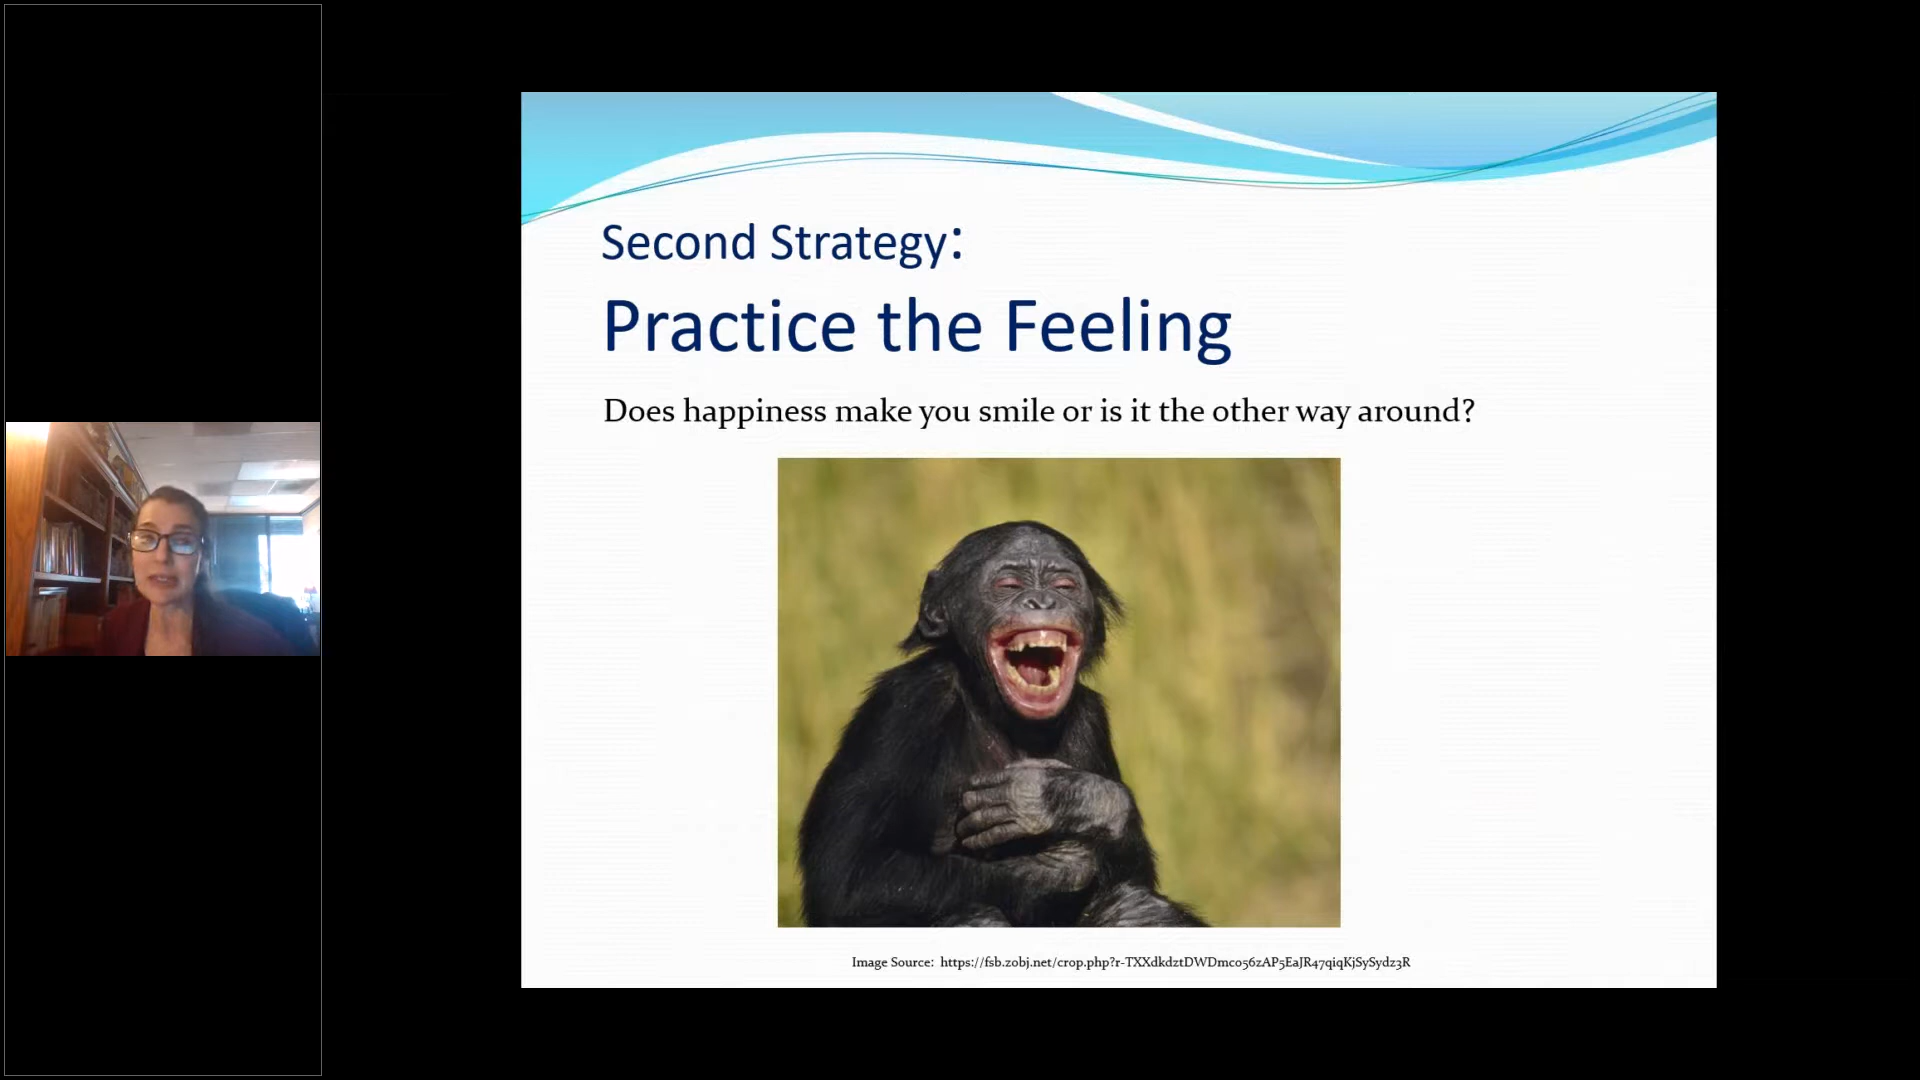 Second Strategy:
Practice the Feeling
Does happiness make you smile or is it the other way around?
Image Source: https://fsb.zobj.net/crop.php?r-TXXdkdztDWDmco56zAP5EaJR47qiqKjSySydz3R